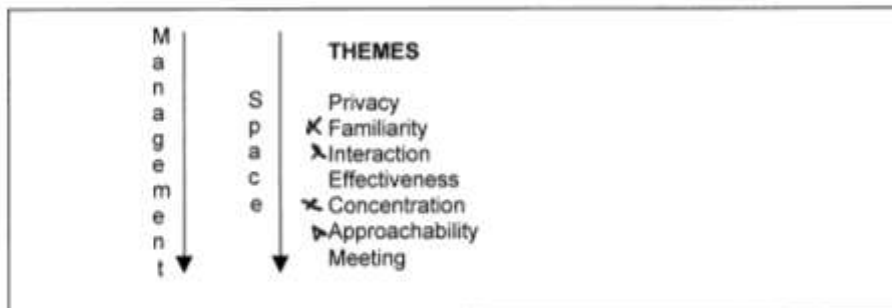 Management
Space
THEMES
Privacy
Familiarity
Interaction
Effectiveness
Concentration
Approachability
Meeting